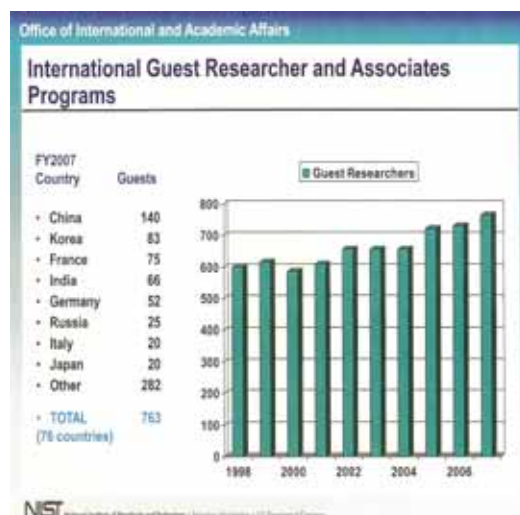 Office of International and Academic Affairs
International Guest Researcher and Associates
Programs
FY2007
Country Guests
• China 140
• Korea 83
• France 75
• India 66
• Germany 52
• Russia 25
• Italy 20
• Japan 20
• Other 282
• TOTAL 763
(76 countries)
Guest Researchers
800
700
600
500
400
300
200
100
0
1998 2000 2002 2004 2006
NIST